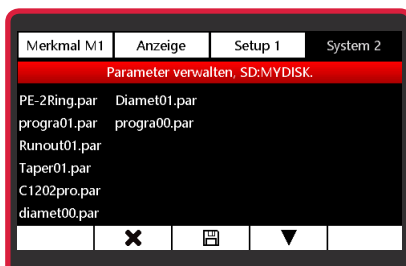 Merkmal M1 Anzeige Setup 1 System 2
Parameter verwalten, SD:MYDISK.
PE-2Ring.par Diamet01.par
progra01.par progra00.par
Runout01.par
Taper01.par
C1202pro.par
diamet00.par